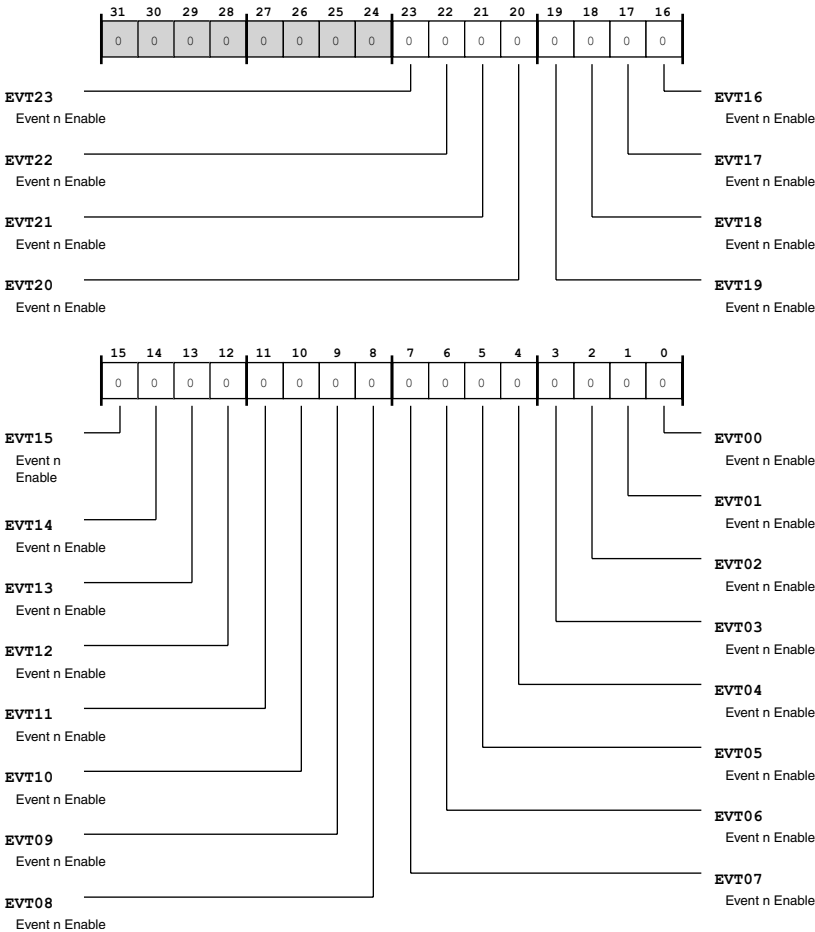 31 30 29 28 27 26 25 24 23 22 21 20 19 18 17 16
0 0 0 0 0 0 0 0 0 0 0 0 0 0 0 0
EVT23
Event n Enable
EVT22
Event n Enable
EVT21
Event n Enable
EVT20
Event n Enable
EVT16
Event n Enable
EVT17
Event n Enable
EVT18
Event n Enable
EVT19
Event n Enable
15 14 13 12 11 10 9 8 7 6 5 4 3 2 1 0
0 0 0 0 0 0 0 0 0 0 0 0 0 0 0 0
EVT15
Event n
Enable
EVT14
Event n Enable
EVT13
Event n Enable
EVT12
Event n Enable
EVT11
Event n Enable
EVT10
Event n Enable
EVT09
Event n Enable
EVT08
Event n Enable
EVT00
Event n Enable
EVT01
Event n Enable
EVT02
Event n Enable
EVT03
Event n Enable
EVT04
Event n Enable
EVT05
Event n Enable
EVT06
Event n Enable
EVT07
Event n Enable